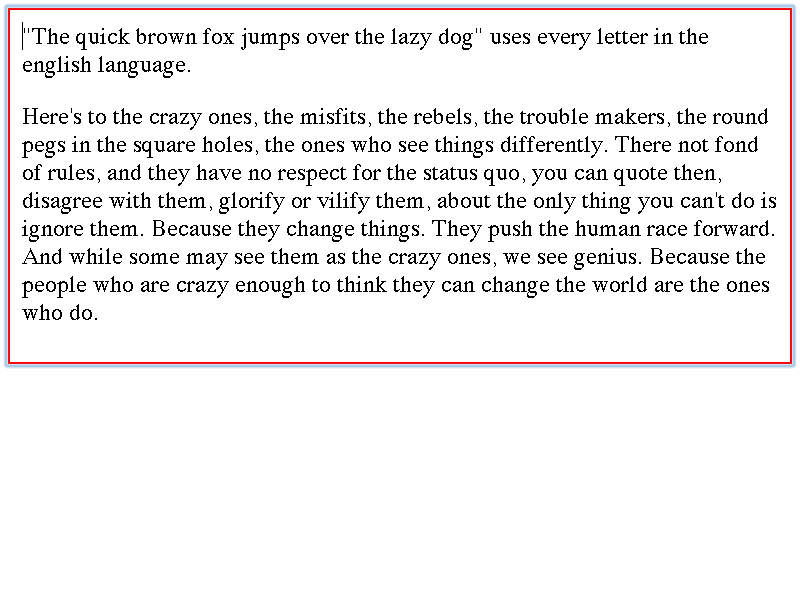 "The quick brown fox jumps over the lazy dog" uses every letter in the
english language.
Here's to the crazy ones, the misfits, the rebels, the trouble makers, the round
pegs in the square holes, the ones who see things differently. There not fond
of rules, and they have no respect for the status quo, you can quote then,
disagree with them, glorify or vilify them, about the only thing you can't do is
ignore them. Because they change things. They push the human race forward.
And while some may see them as the crazy ones, we see genius. Because the
people who are crazy enough to think they can change the world are the ones
who do.